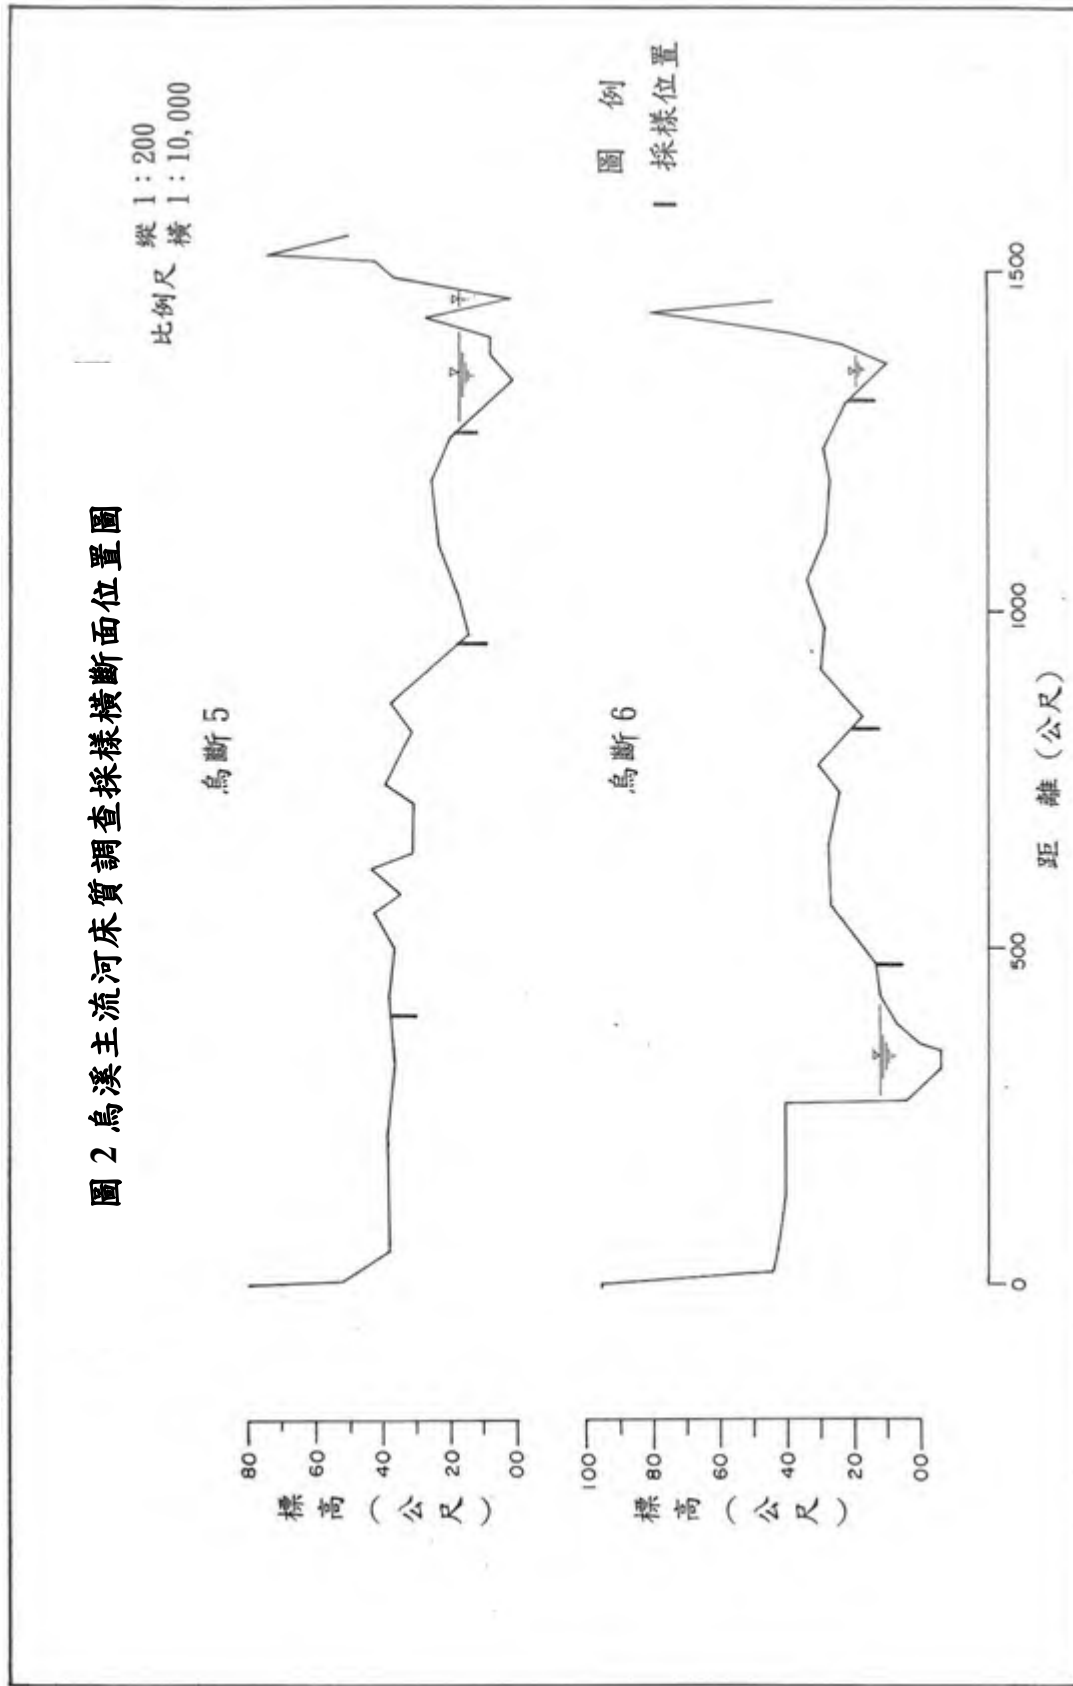 圖 2 烏溪主流河床質調查採樣橫斷面位置圖
比例尺 縱 1:200
橫 1:10,000
烏斷 5
標高(公尺)
80
60
40
20
00
烏斷 6
圖 例
採樣位置
標高(公尺)
100
80
60
40
20
00
0
500
1000
1500
距 離 (公尺)